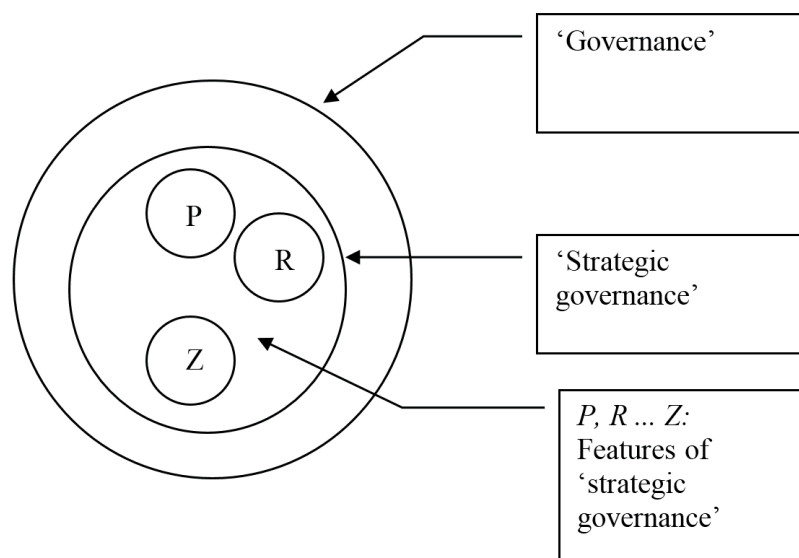 ‘Governance’
P
R
‘Strategic
governance’
Z
P, R ... Z:
Features of
‘strategic
governance’